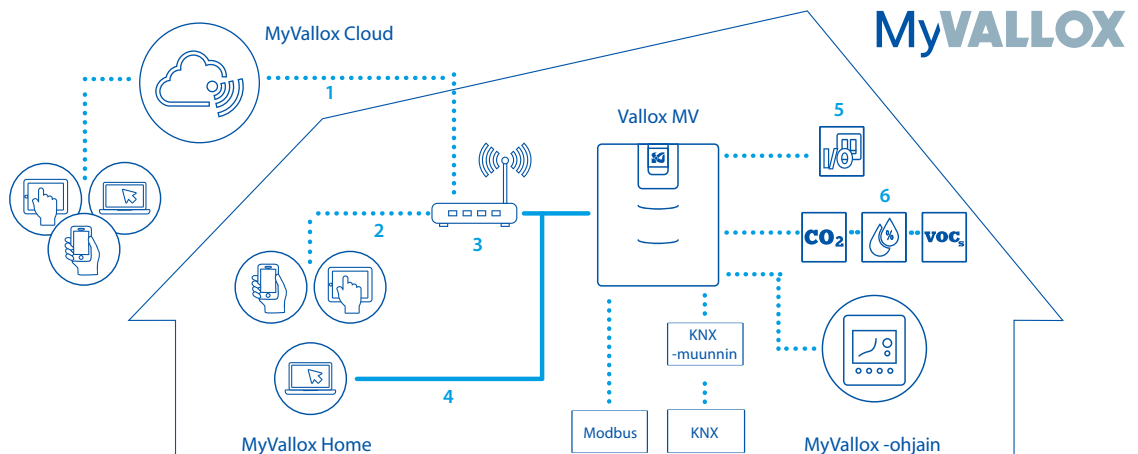 MyVALLOX
MyVallox Cloud
1
Vallox MV
5
I/O
2
3
6
CO₂
%
VOCs
KNX
-muunnin
4
Modbus
KNX
MyVallox Home
MyVallox -ohjain